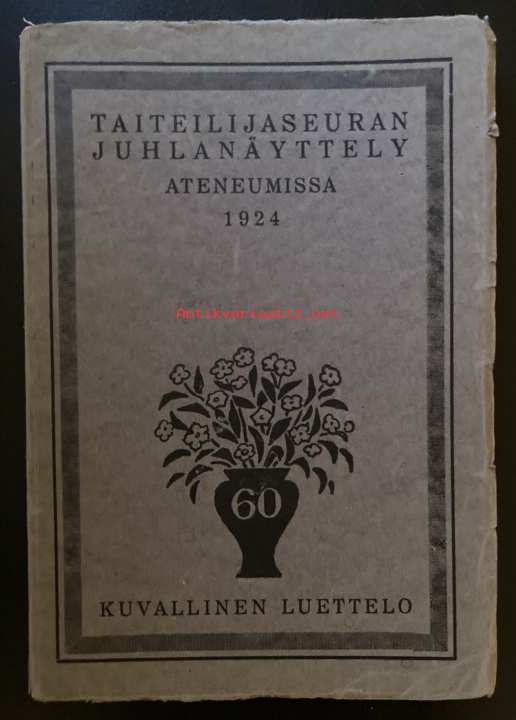 TAITEILIJASEURAN
JUHLANÄYTTELY
ATENEUMISSA
1924
Antikvariaatti.net
60
KUVALLINEN LUETTELO